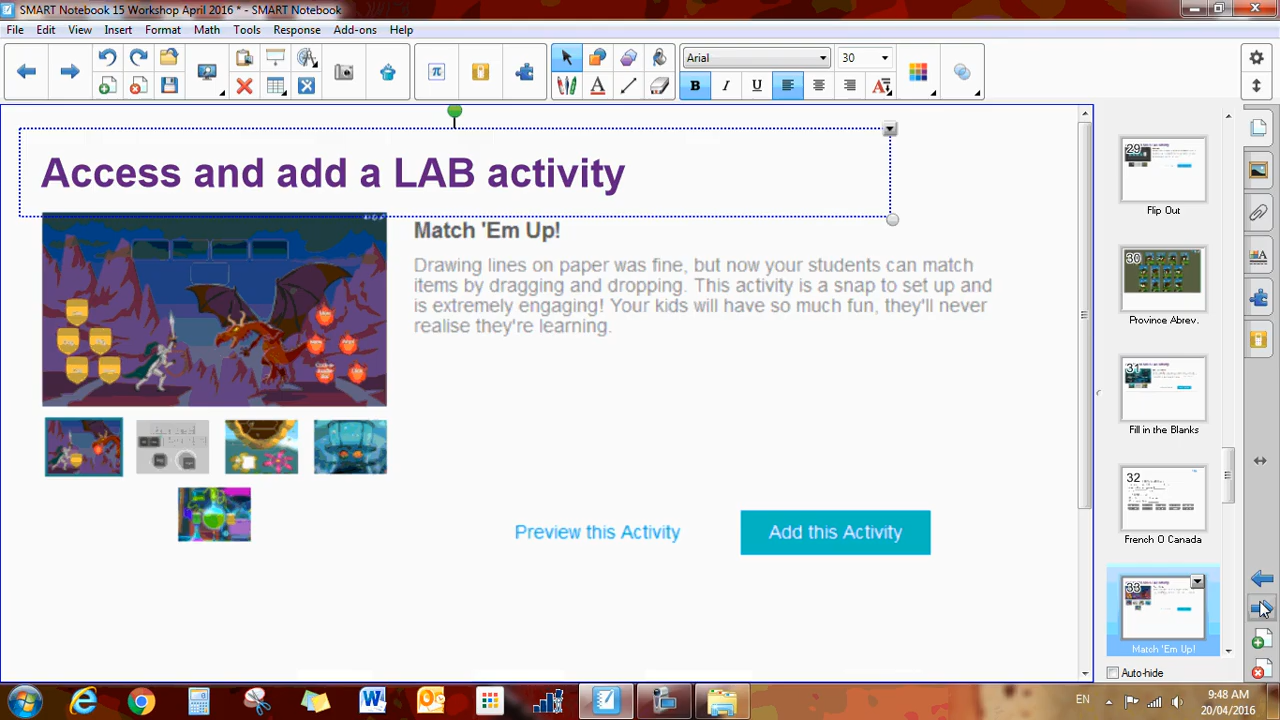 SMART Notebook 15 Workshop April 2016 * - SMART Notebook
File Edit View Insert Format Math Tools Response Add-ons Help
Arial 30
B I U
Access and add a LAB activity
Match 'Em Up!
Drawing lines on paper was fine, but now your students can match
items by dragging and dropping. This activity is a snap to set up and
is extremely engaging! Your kids will have so much fun, they'll never
realise they're learning.
Preview this Activity Add this Activity
29
Flip Out
30
Province Abrev.
31
Fill in the Blanks
32
French O Canada
33
Match 'Em Up!
Auto-hide
EN 9:48 AM
20/04/2016